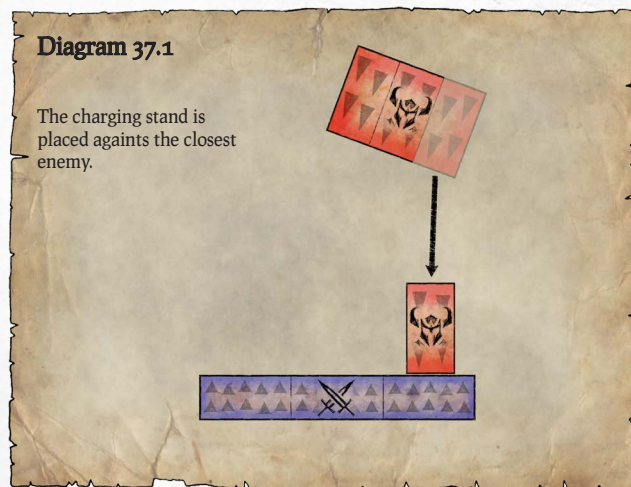 Diagram 37.1
The charging stand is
placed againts the closest
enemy.